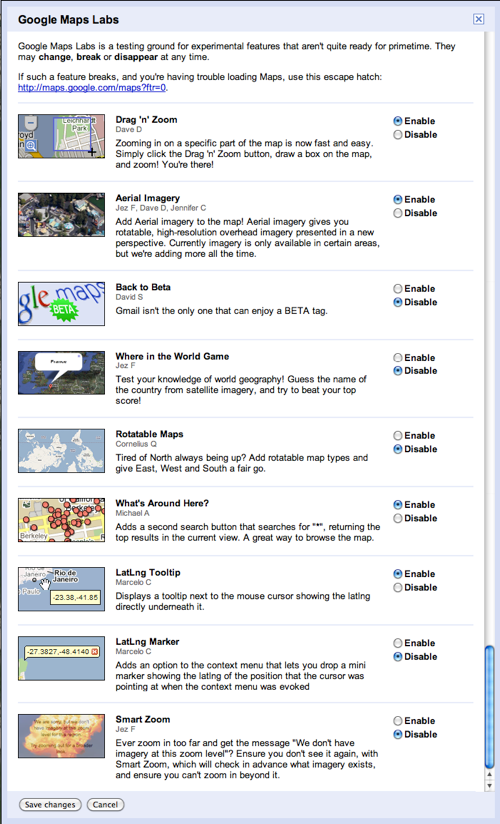 Google Maps Labs
Google Maps Labs is a testing ground for experimental features that aren't quite ready for primetime. They
may change, break or disappear at any time.
If such a feature breaks, and you're having trouble loading Maps, use this escape hatch:
http://maps.google.com/maps?ftr=0.
Leichhardt
Park
Drag 'n' Zoom
Dave D
Zooming in on a specific part of the map is now fast and easy.
Simply click the Drag 'n' Zoom button, draw a box on the map,
and zoom! You're there!
Enable
Disable
Aerial Imagery
Jez F, Dave D, Jennifer C
Add Aerial imagery to the map! Aerial imagery gives you
rotatable, high-resolution overhead imagery presented in a new
perspective. Currently imagery is only available in certain areas,
but we're adding more all the time.
Enable
Disable
gle maps
BETA
Back to Beta
David S
Gmail isn't the only one that can enjoy a BETA tag.
Enable
Disable
France
Where in the World Game
Jez F
Test your knowledge of world geography! Guess the name of
the country from satellite imagery, and try to beat your top
score!
Enable
Disable
Rotatable Maps
Cornelius Q
Tired of North always being up? Add rotatable map types and
give East, West and South a fair go.
Enable
Disable
Berkeley
What's Around Here?
Michael A
Adds a second search button that searches for "*", returning the
top results in the current view. A great way to browse the map.
Enable
Disable
Rio de
Janeiro
Paulo
-23.38,-41.85
LatLng Tooltip
Marcelo C
Displays a tooltip next to the mouse cursor showing the latlng
directly underneath it.
Enable
Disable
-27.3827,-48.4140
LatLng Marker
Marcelo C
Adds an option to the context menu that lets you drop a mini
marker showing the latlng of the position that the cursor was
pointing at when the context menu was evoked
Enable
Disable
Smart Zoom
Jez F
Ever zoom in too far and get the message "We don't have
imagery at this zoom level"? Ensure you don't see it again, with
Smart Zoom, which will check in advance what imagery exists,
and ensure you can't zoom in beyond it.
Enable
Disable
Save changes
Cancel